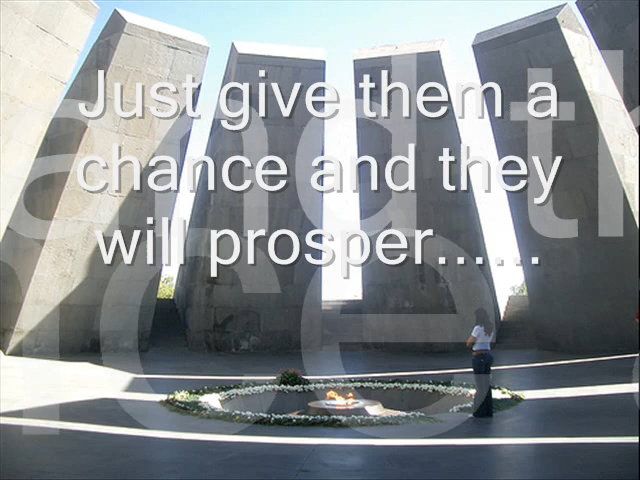 Just give them a
chance and they
will prosper......